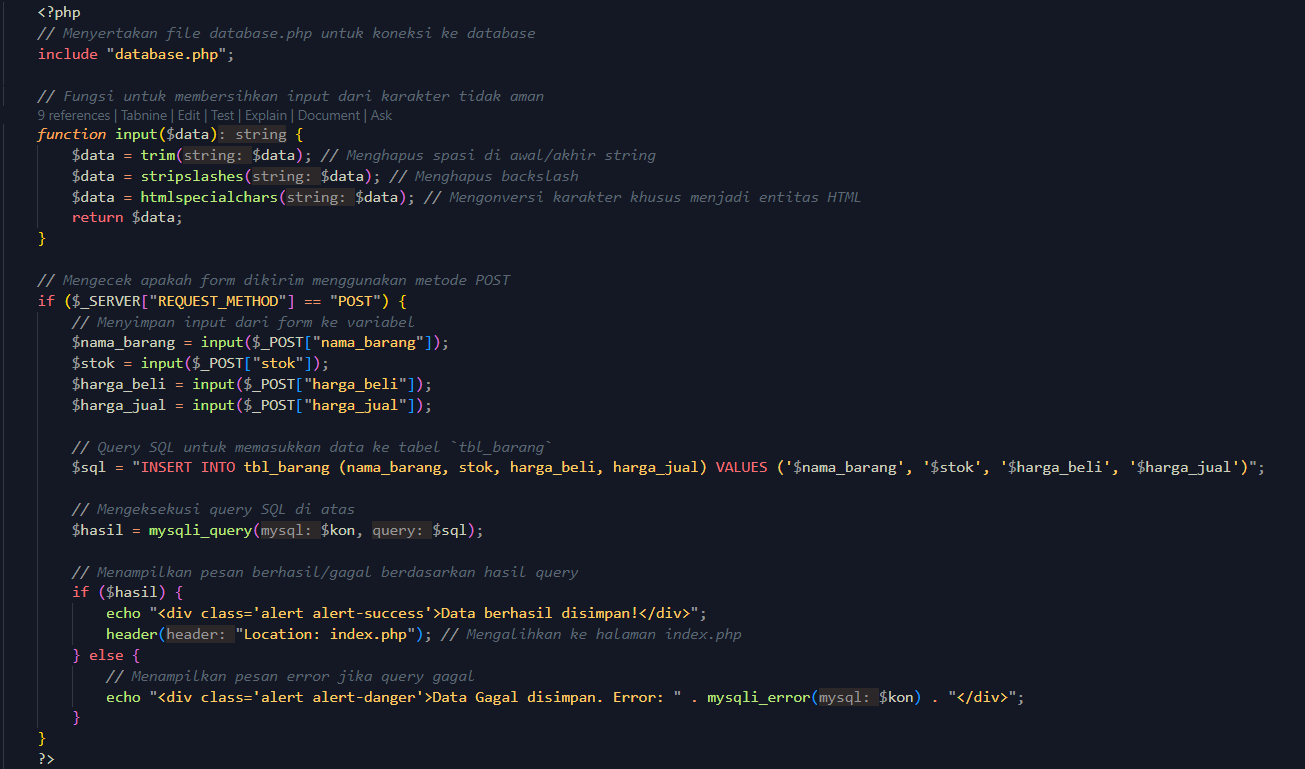 <?php
// Menyertakan file database.php untuk koneksi ke database
include "database.php";
// Fungsi untuk membersihkan input dari karakter tidak aman
9 references | Tabnine | Edit | Test | Explain | Document | Ask
function input($data): string {
$data = trim(string: $data); // Menghapus spasi di awal/akhir string
$data = stripslashes(string: $data); // Menghapus backslash
$data = htmlspecialchars(string: $data); // Mengonversi karakter khusus menjadi entitas HTML
return $data;
}
// Mengecek apakah form dikirim menggunakan metode POST
if ($_SERVER["REQUEST_METHOD"] == "POST") {
// Menyimpan input dari form ke variabel
$nama_barang = input($_POST["nama_barang"]);
$stok = input($_POST["stok"]);
$harga_beli = input($_POST["harga_beli"]);
$harga_jual = input($_POST["harga_jual"]);
// Query SQL untuk memasukkan data ke tabel `tbl_barang`
$sql = "INSERT INTO tbl_barang (nama_barang, stok, harga_beli, harga_jual) VALUES ('$nama_barang', '$stok', '$harga_beli', '$harga_jual')";
// Mengeksekusi query SQL di atas
$hasil = mysqli_query(mysql: $kon, query: $sql);
// Menampilkan pesan berhasil/gagal berdasarkan hasil query
if ($hasil) {
echo "<div class='alert alert-success'>Data berhasil disimpan!</div>";
header(header: "Location: index.php"); // Mengalihkan ke halaman index.php
} else {
// Menampilkan pesan error jika query gagal
echo "<div class='alert alert-danger'>Data Gagal disimpan. Error: " . mysqli_error(mysql: $kon) . "</div>";
}
}
?>